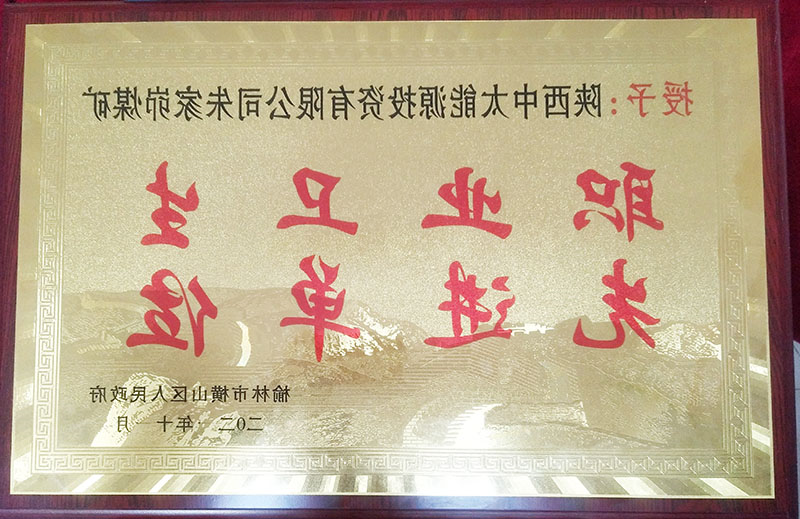 授予：陕西中太能源投资有限公司朱家峁煤矿
职业卫生
先进单位
榆林市横山区人民政府
二〇二 年十一月